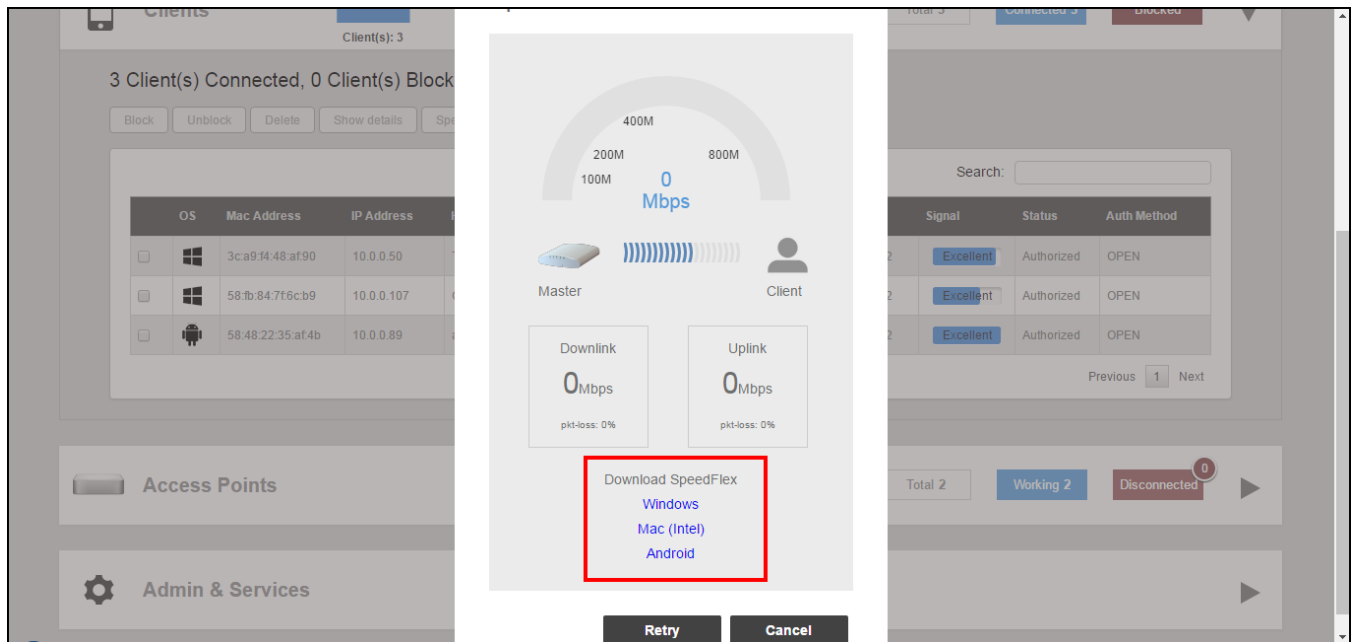 Clients
Client(s): 3
Total 3
Connected 3
Blocked
3 Client(s) Connected, 0 Client(s) Block
Block
Unblock
Delete
Show details
Spe
Search:
OS
Mac Address
IP Address
Signal
Status
Auth Method
3c:a9:f4:48:af:90
10.0.0.50
2
Excellent
Authorized
OPEN
58:fb:84:7f:6c:b9
10.0.0.107
2
Excellent
Authorized
OPEN
58:48:22:35:af:4b
10.0.0.89
2
Excellent
Authorized
OPEN
Previous 1 Next
Access Points
Total 2
Working 2
Disconnected
0
Admin & Services
400M
200M
800M
100M
0
Mbps
Master
Client
Downlink
0Mbps
pkt-loss: 0%
Uplink
0Mbps
pkt-loss: 0%
Download SpeedFlex
Windows
Mac (Intel)
Android
Retry
Cancel